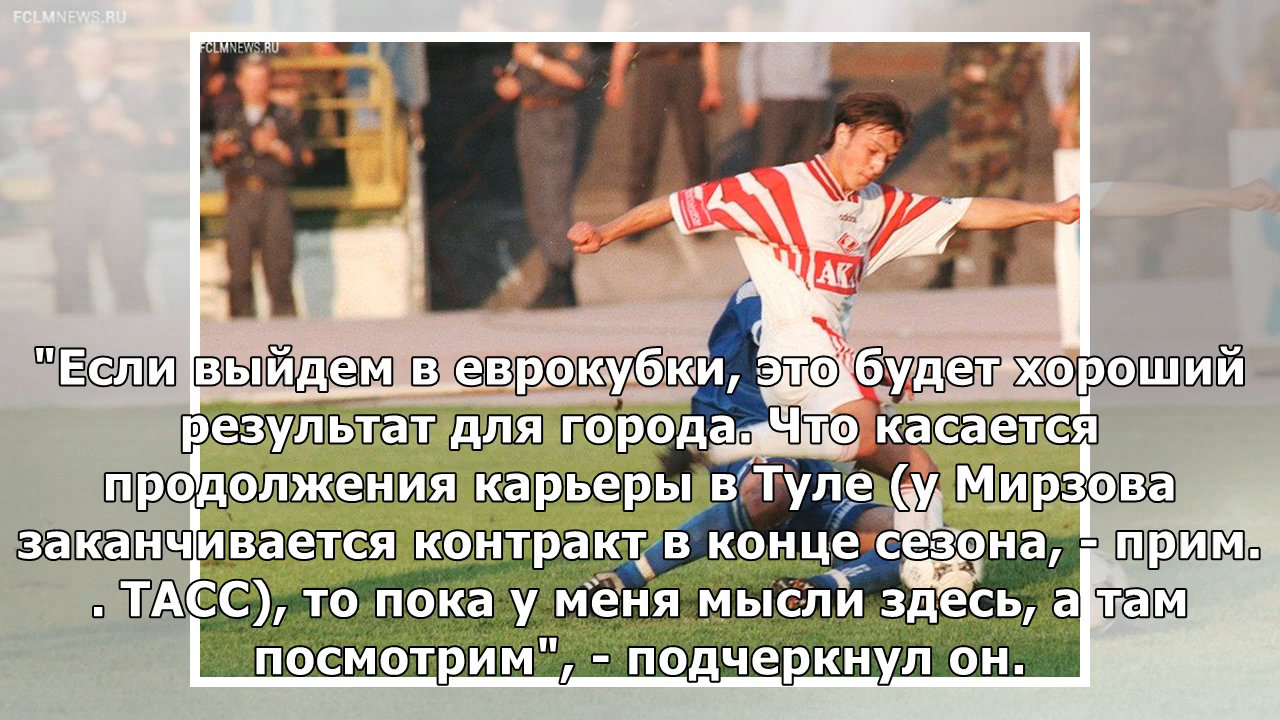 FCLMNEWS.RU
FCLMNEWS.RU
adidas
"Если выйдем в еврокубки, это будет хороший
результат для города. Что касается
продолжения карьеры в Туле (у Мирзова
заканчивается контракт в конце сезона, - прим.
. ТАСС), то пока у меня мысли здесь, а там
посмотрим", - подчеркнул он.